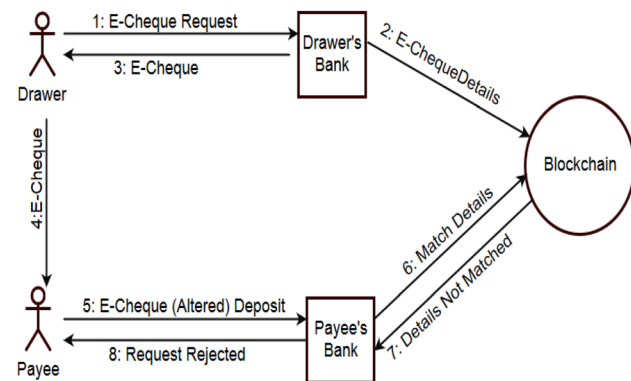 1: E-Cheque Request
2: E-ChequeDetails
3: E-Cheque
Drawer's
Bank
Drawer
Blockchain
4:E-Cheque
6: Match Details
7: Details Not Matched
5: E-Cheque (Altered) Deposit
Payee's
Bank
8: Request Rejected
Payee